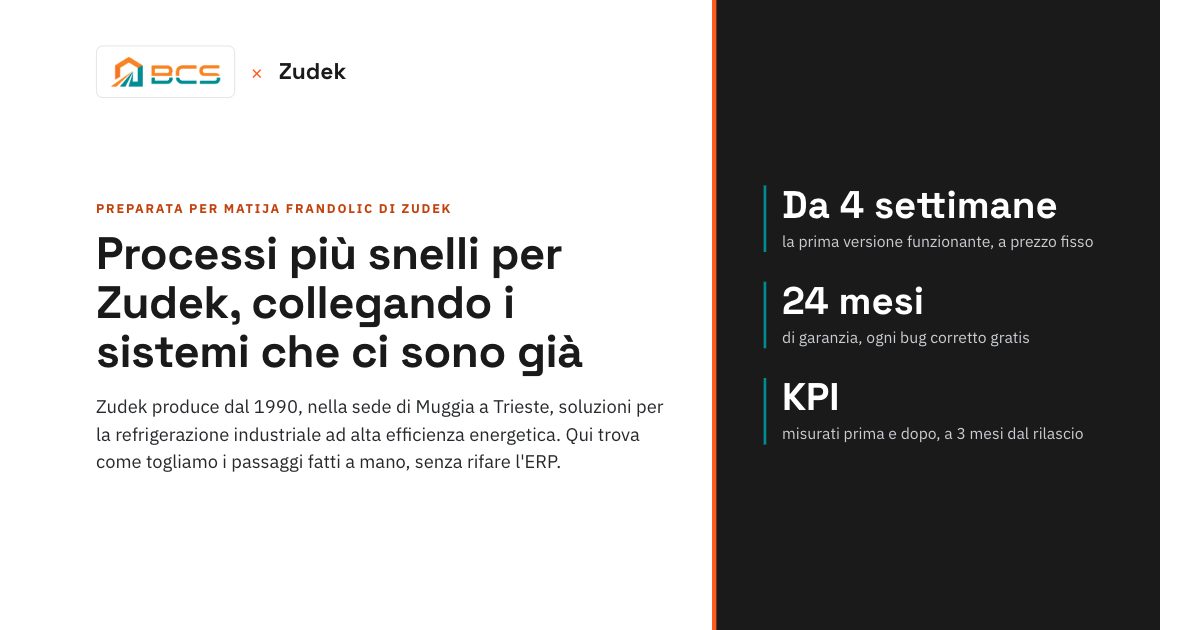 BCS × Zudek
PREPARATA PER MATIJA FRANDOLIC DI ZUDEK
Processi più snelli per
Zudek, collegando i
sistemi che ci sono già
Zudek produce dal 1990, nella sede di Muggia a Trieste, soluzioni per
la refrigerazione industriale ad alta efficienza energetica. Qui trova
come togliamo i passaggi fatti a mano, senza rifare l'ERP.
Da 4 settimane
la prima versione funzionante, a prezzo fisso
24 mesi
di garanzia, ogni bug corretto gratis
KPI
misurati prima e dopo, a 3 mesi dal rilascio